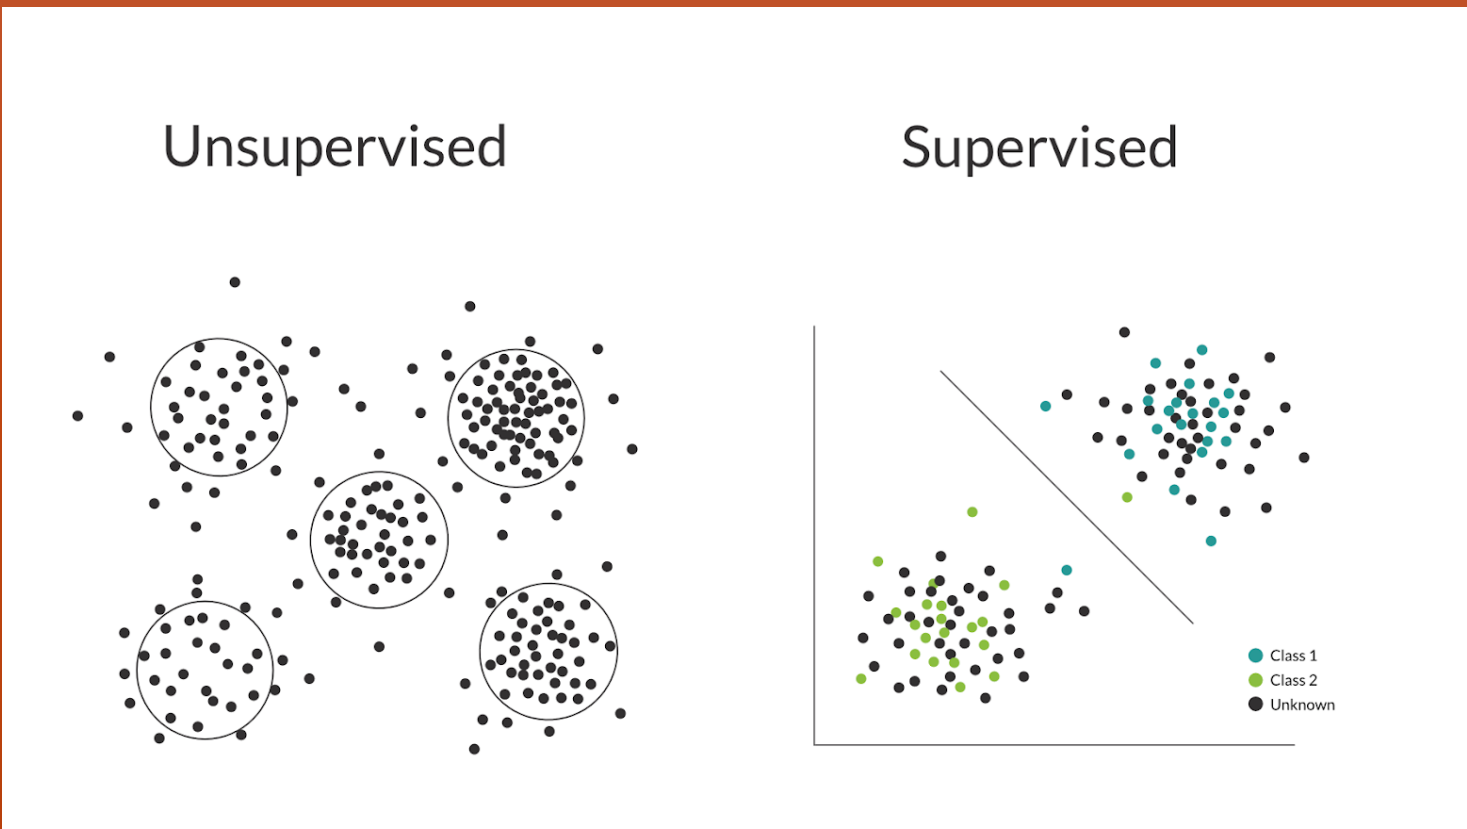 Unsupervised
Supervised
Class 1
Class 2
Unknown